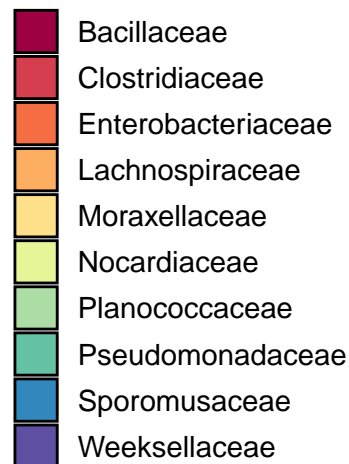 Bacillaceae
Clostridiaceae
Enterobacteriaceae
Lachnospiraceae
Moraxellaceae
Nocardiaceae
Planococcaceae
Pseudomonadaceae
Sporomusaceae
Weeksellaceae